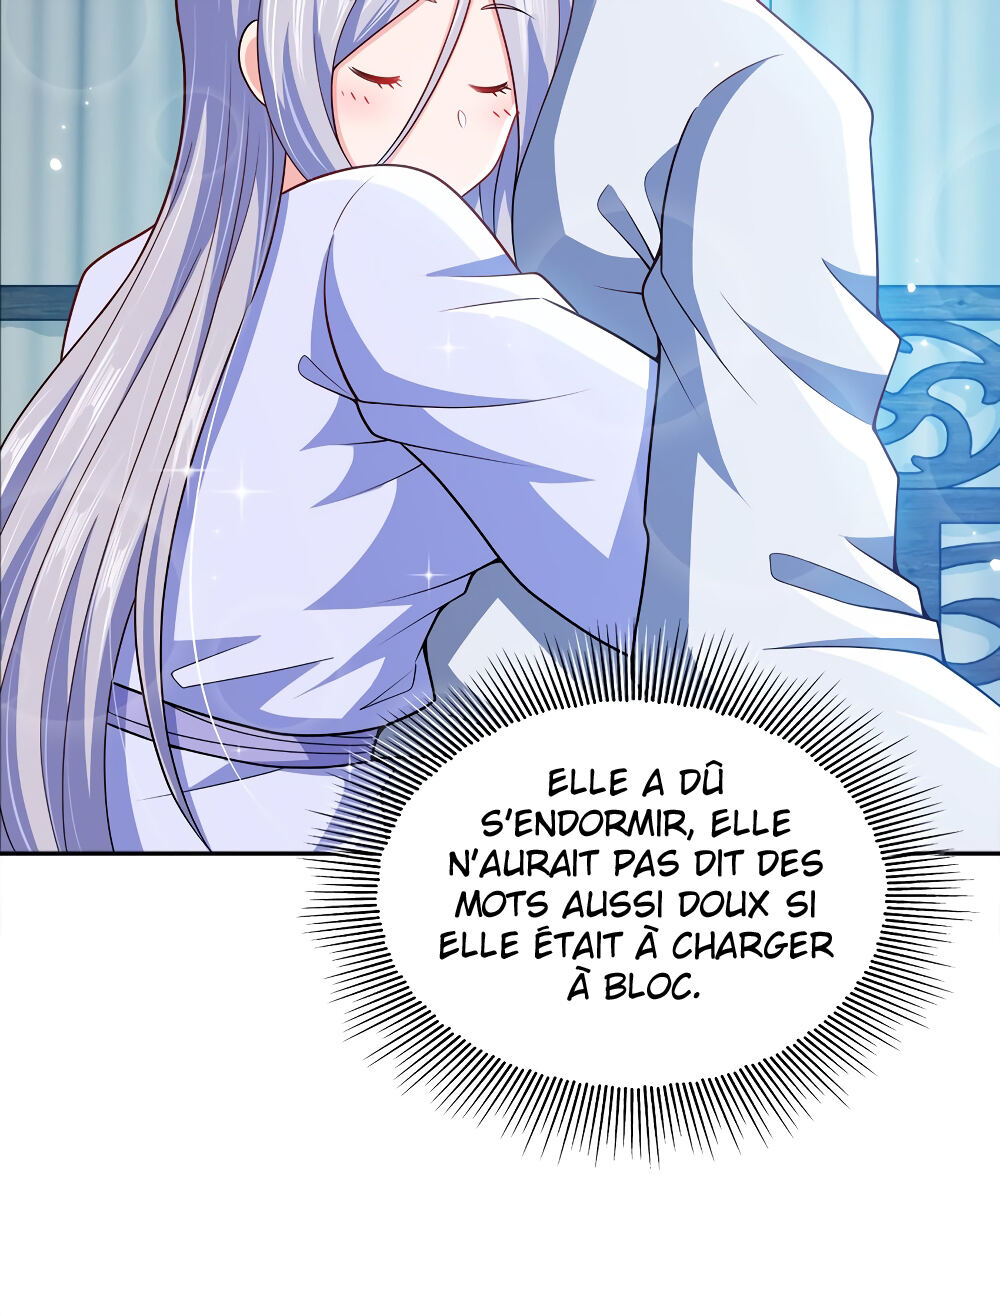 ELLE A DÛ
S'ENDORMIR, ELLE
N'AURAIT PAS DIT DES
MOTS AUSSI DOUX SI
ELLE ÉTAIT À CHARGER
À BLOC.